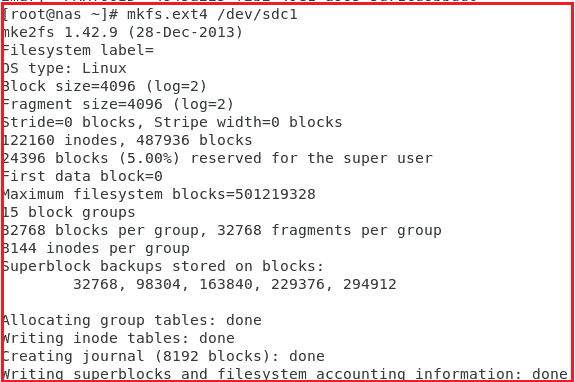 [root@nas ~]# mkfs.ext4 /dev/sdc1
mke2fs 1.42.9 (28-Dec-2013)
Filesystem label=
OS type: Linux
Block size=4096 (log=2)
Fragment size=4096 (log=2)
Stride=0 blocks, Stripe width=0 blocks
122160 inodes, 487936 blocks
24396 blocks (5.00%) reserved for the super user
First data block=0
Maximum filesystem blocks=501219328
15 block groups
32768 blocks per group, 32768 fragments per group
8144 inodes per group
Superblock backups stored on blocks:
32768, 98304, 163840, 229376, 294912
Allocating group tables: done
Writing inode tables: done
Creating journal (8192 blocks): done
Writing superblocks and filesystem accounting information: done